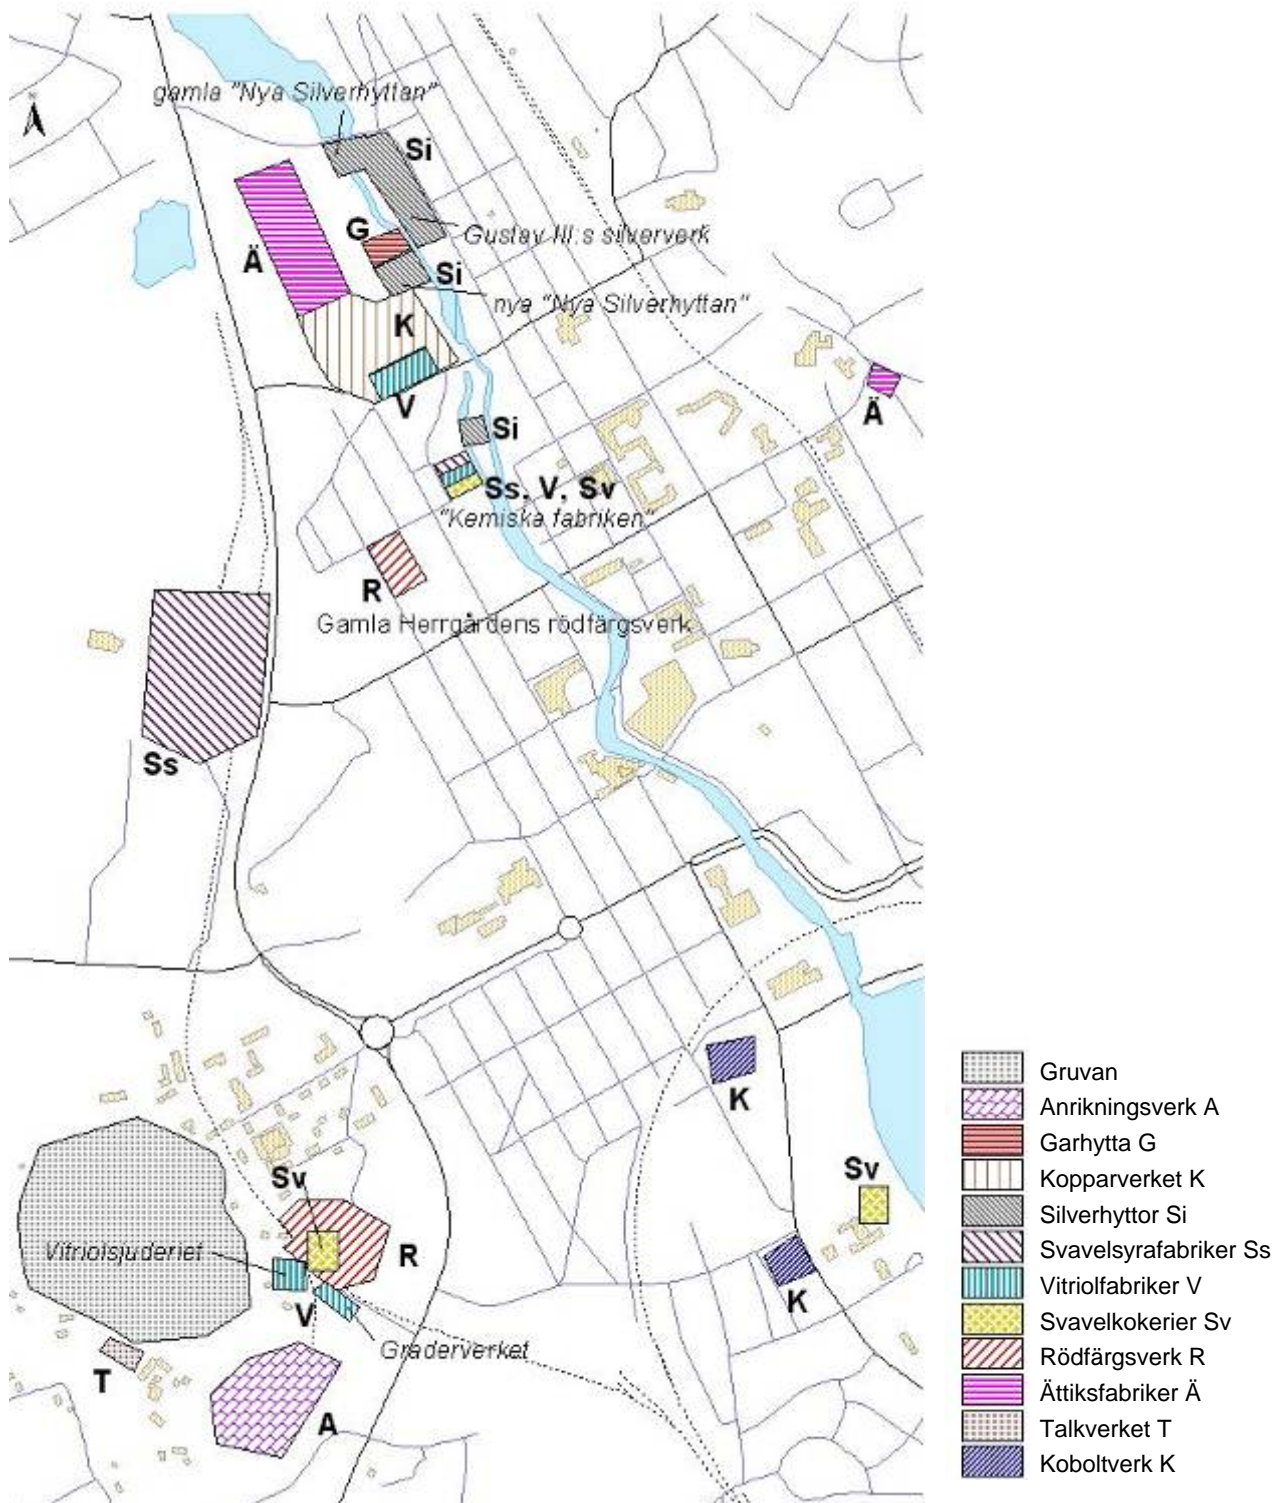 gamla "Nya Silverhyttan"
Si
G
Gustav III:s silververk
Ä
Si
nya "Nya Silverhyttan"
K
V
Ä
Si
Ss, V, Sv
"Kemiska fabriken"
R
Gamla Herrgårdens rödfärgsverk
Ss
K
Sv
Sv
Vitriolsjuderiet
R
V
K
Graderverket
T
A
Gruvan
Anrikningsverk A
Garhytta G
Kopparverket K
Silverhyttor Si
Svavelsyrafabriker Ss
Vitriolfabriker V
Svavelkokerier Sv
Rödfärgsverk R
Ättiksfabriker Ä
Talkverket T
Koboltverk K